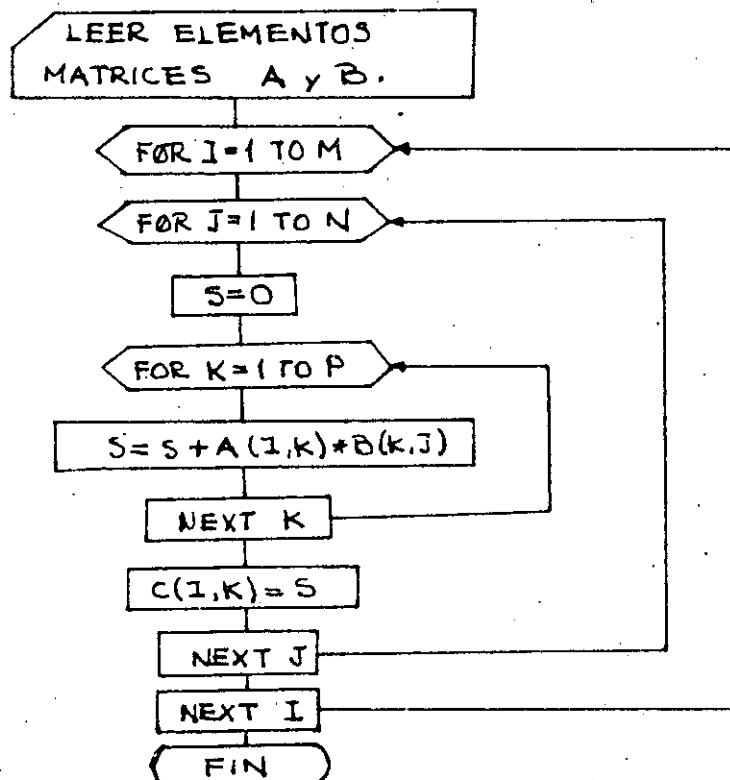 LEER ELEMENTOS
MATRICES A y B.
FØR I=1 TO M
FØR J=1 TO N
S=0
FOR K=1 TO P
S=S+A(I,K)*B(K,J)
NEXT K
C(I,K)=S
NEXT J
NEXT I
FIN